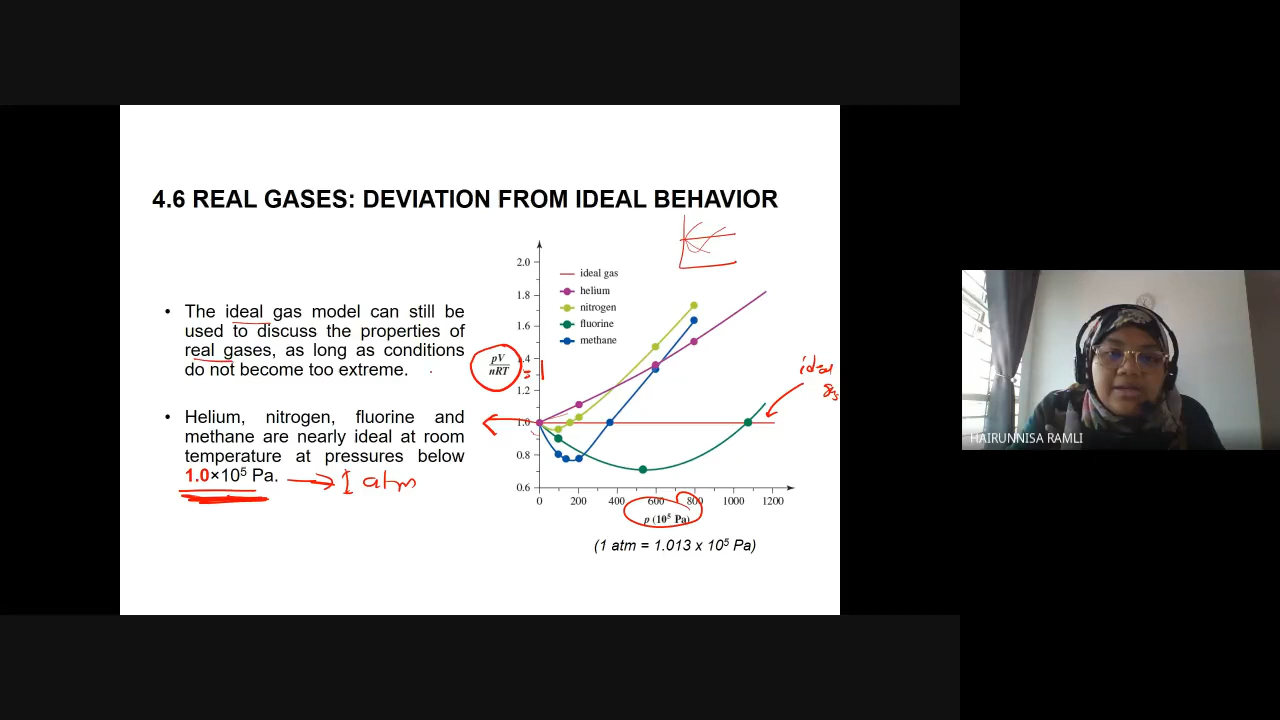 4.6 REAL GASES: DEVIATION FROM IDEAL BEHAVIOR
• The ideal gas model can still be
used to discuss the properties of
real gases, as long as conditions
do not become too extreme.
• Helium, nitrogen, fluorine and
methane are nearly ideal at room
temperature at pressures below
1.0×10⁵ Pa. → 1 atm
2.0
1.8
1.6
1.4
1.2
1.0
0.8
0.6
pV
nRT
= 1
ideal gas
helium
nitrogen
fluorine
methane
ideal
gas
0 200 400 600 800 1000 1200
p (10⁵ Pa)
(1 atm = 1.013 x 10⁵ Pa)
HAIRUNNISA RAMLI